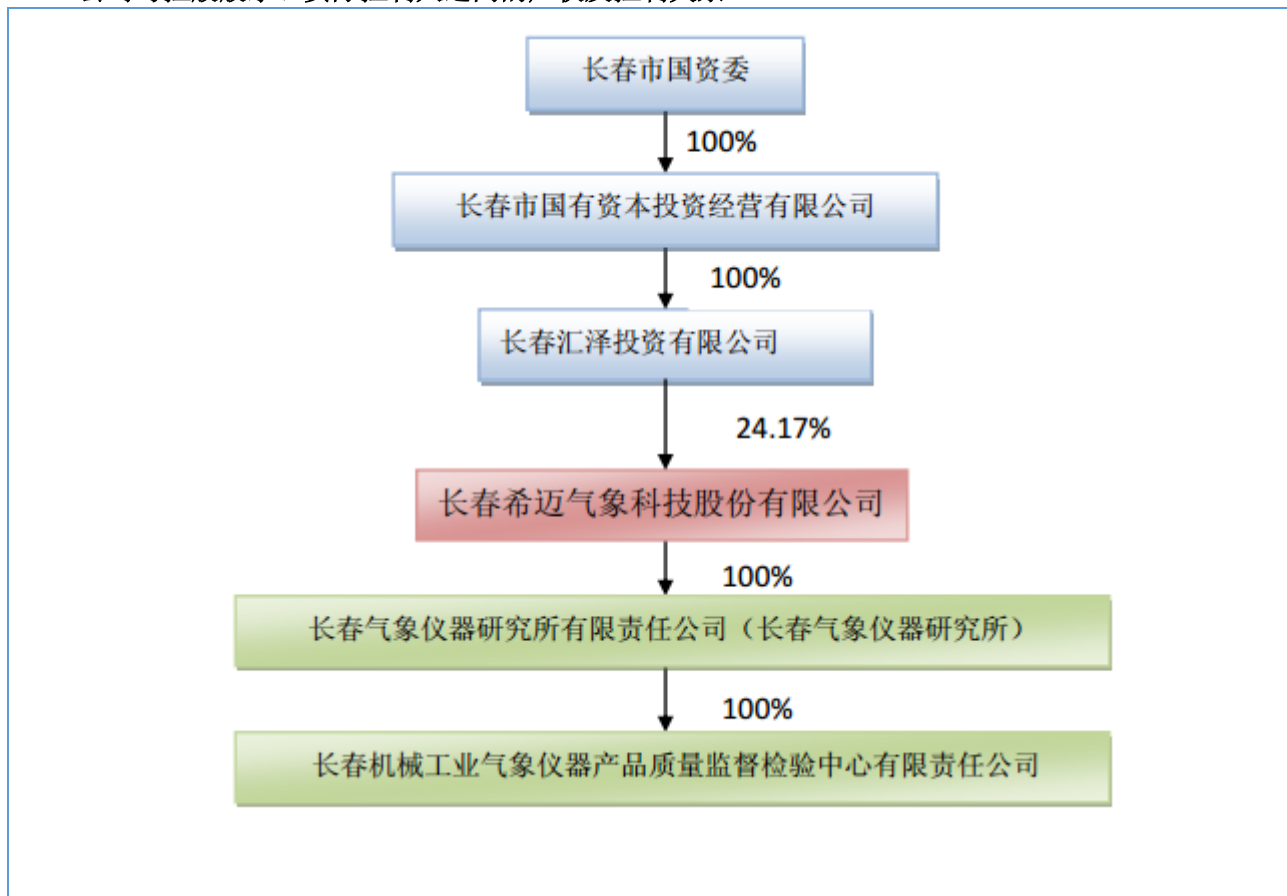 长春市国资委
100%
长春市国有资本投资经营有限公司
100%
长春汇泽投资有限公司
24.17%
长春希迈气象科技股份有限公司
100%
长春气象仪器研究所有限责任公司（长春气象仪器研究所）
100%
长春机械工业气象仪器产品质量监督检验中心有限责任公司